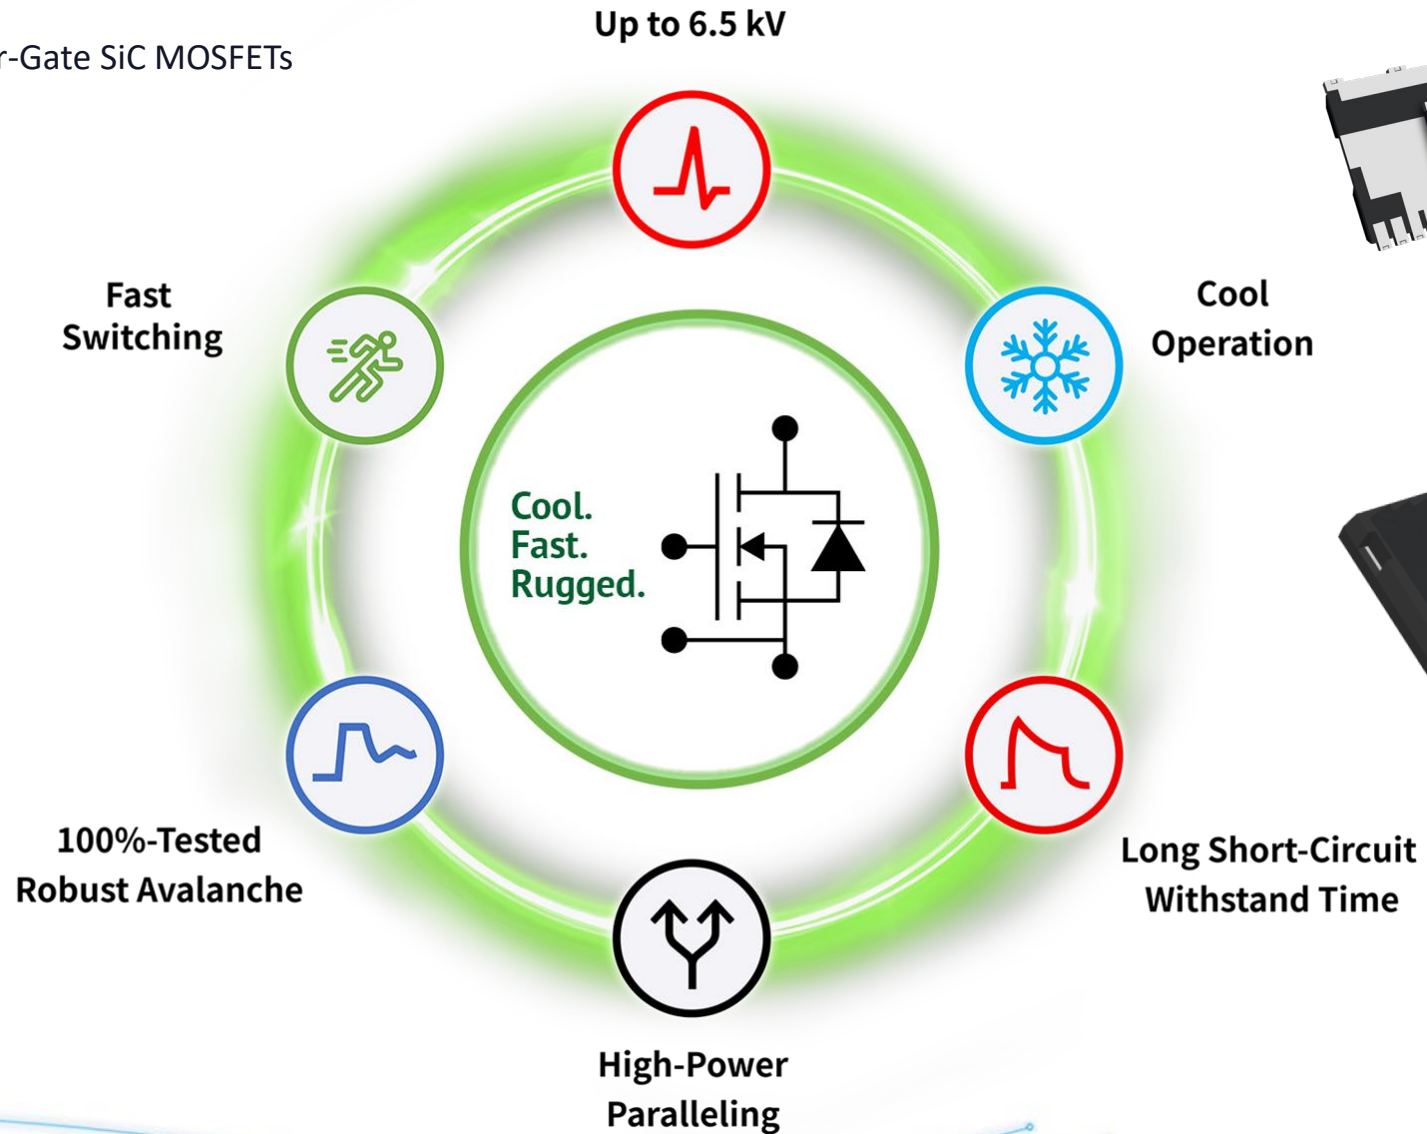 Up to 6.5 kV
r-Gate SiC MOSFETs
Fast
Switching
Cool
Operation
Cool.
Fast.
Rugged.
100%-Tested
Robust Avalanche
Long Short-Circuit
Withstand Time
High-Power
Paralleling